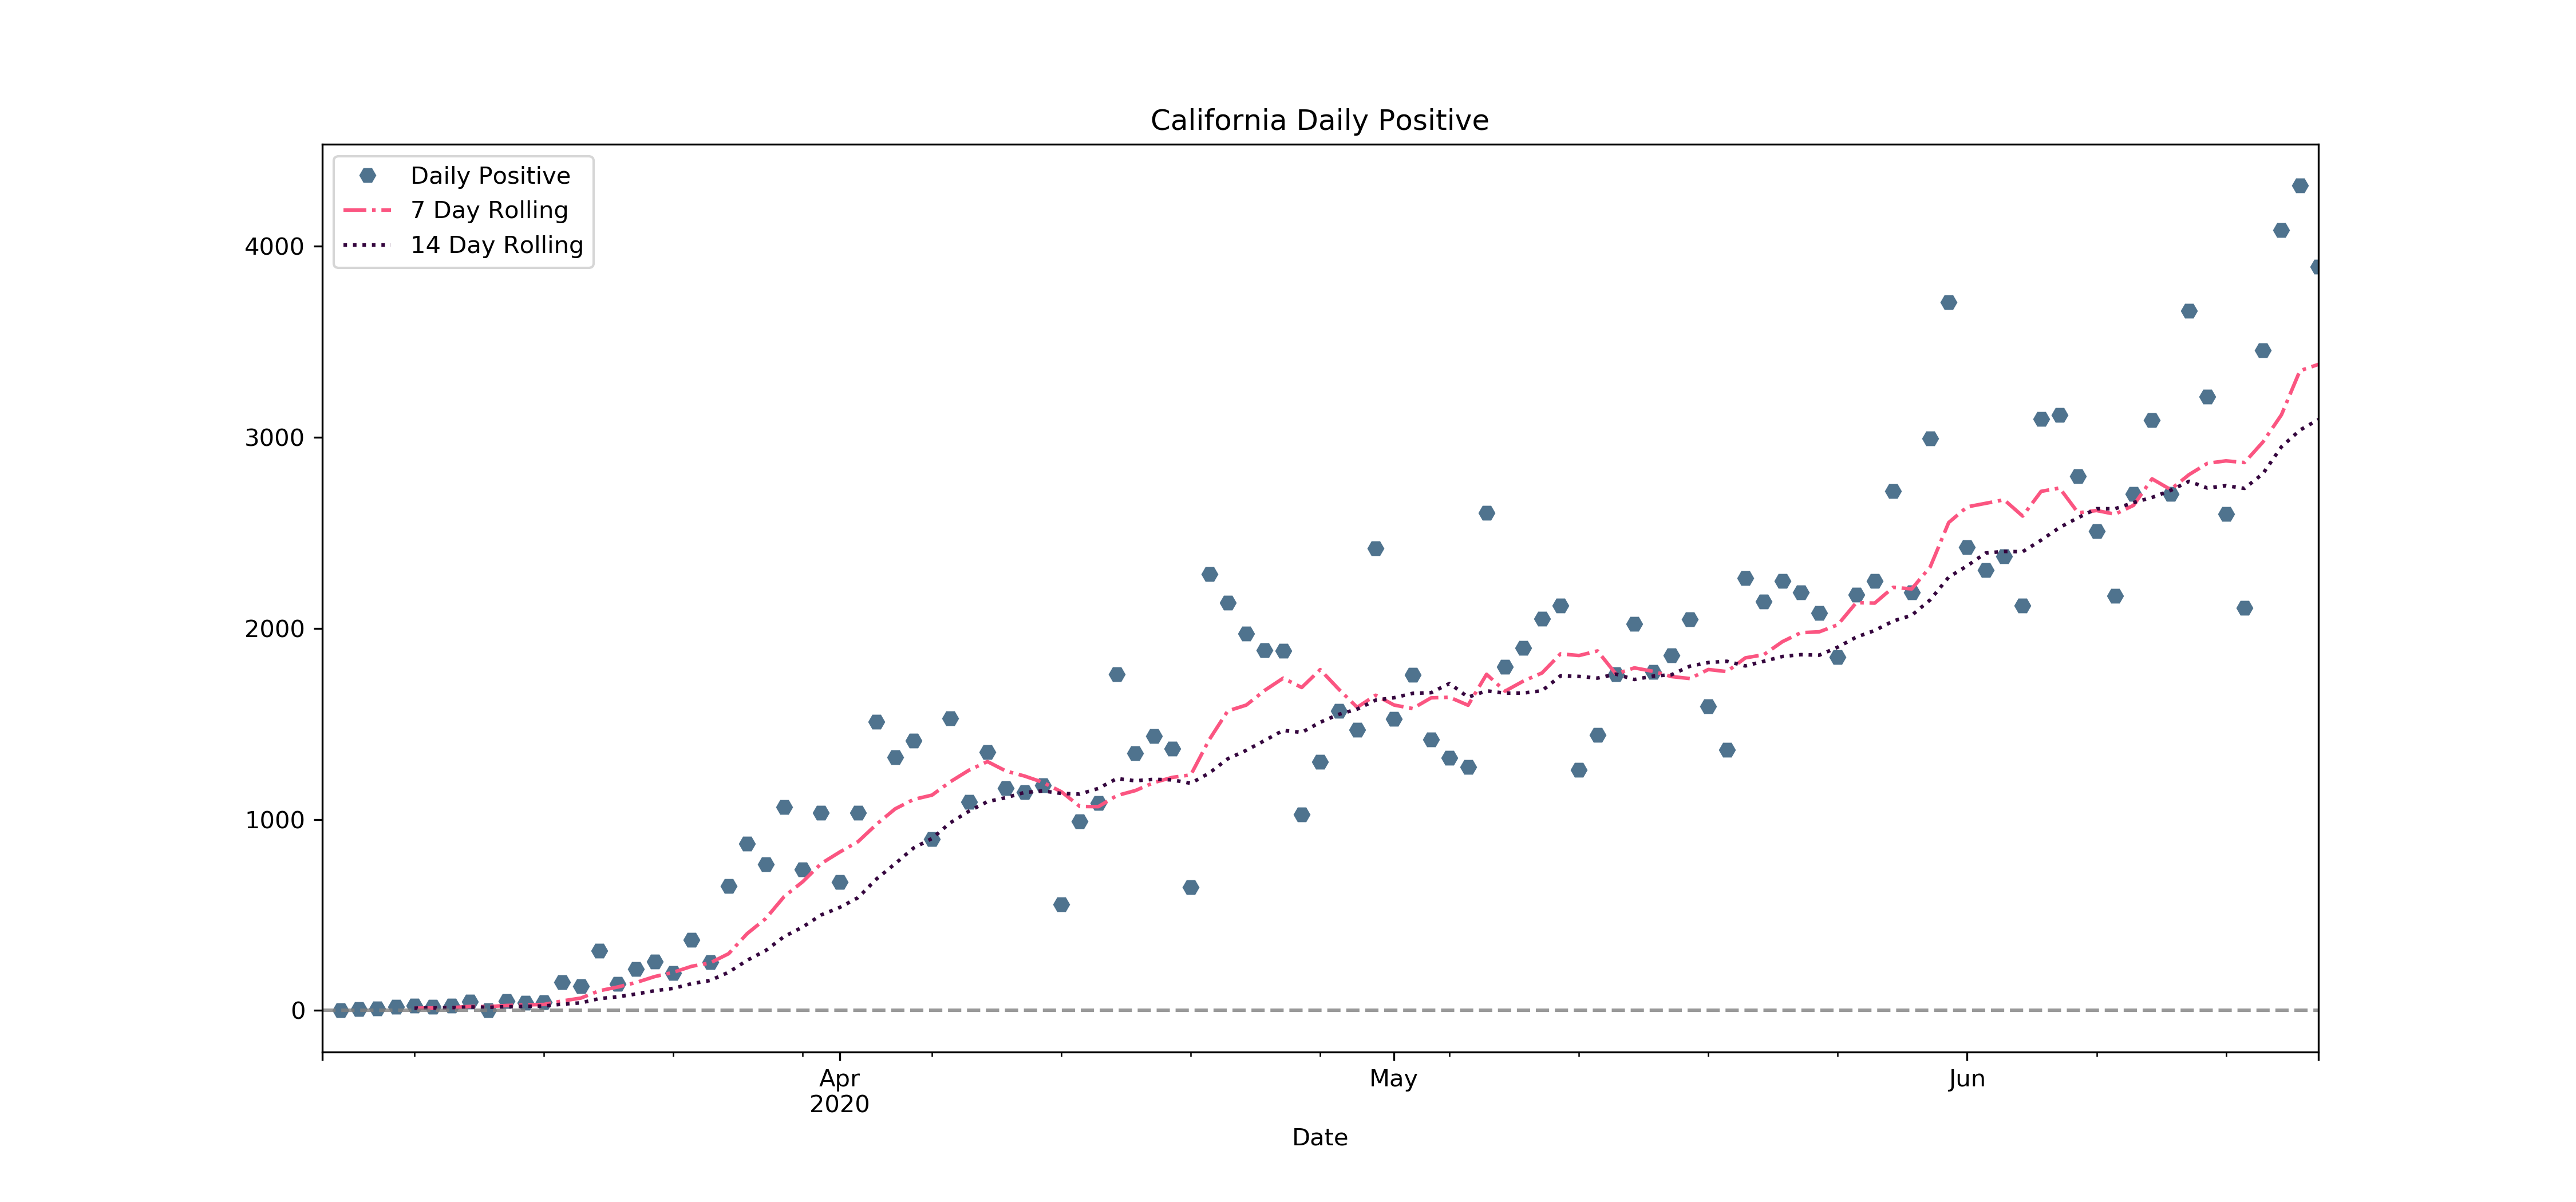 California Daily Positive
Daily Positive
7 Day Rolling
14 Day Rolling
4000
3000
2000
1000
0
Apr
2020
May
Jun
Date